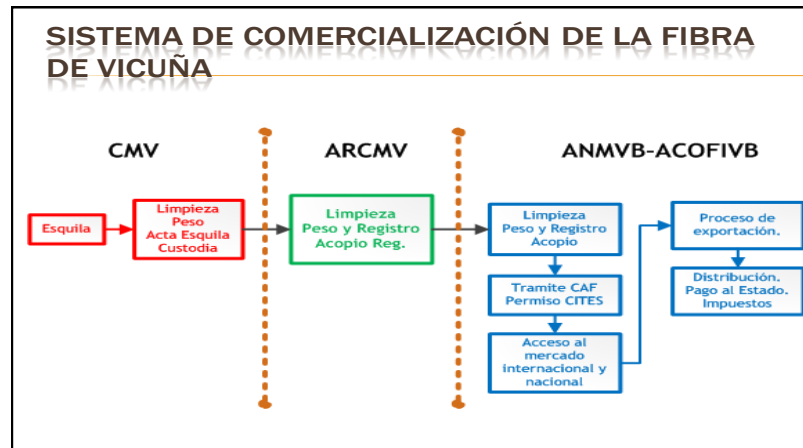 SISTEMA DE COMERCIALIZACIÓN DE LA FIBRA
DE VICUÑA
CMV
ARCMV
ANMVB-ACOFIVB
Esquila
Limpieza
Peso
Acta Esquila
Custodia
Limpieza
Peso y Registro
Acopio Reg.
Limpieza
Peso y Registro
Acopio
Tramite CAF
Permiso CITES
Acceso al
mercado
internacional y
nacional
Proceso de
exportación.
Distribución.
Pago al Estado.
Impuestos